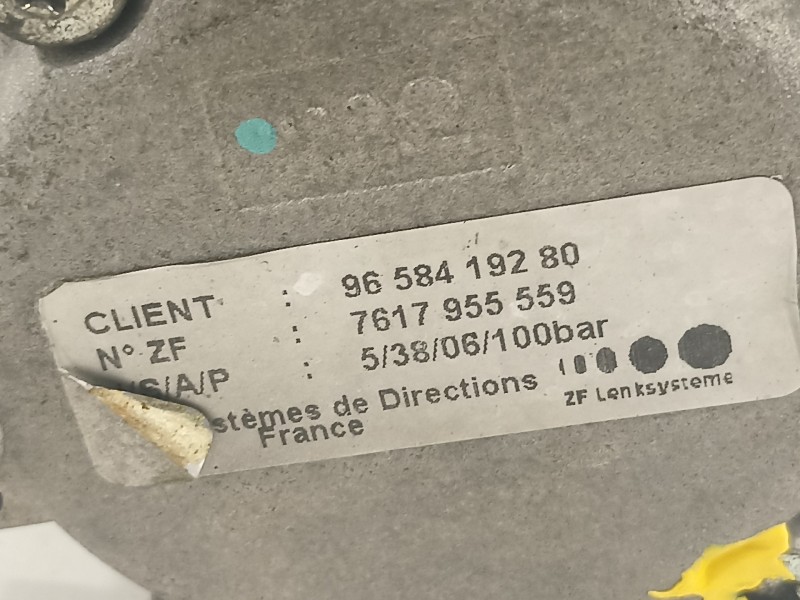 CLIENT : 96 584 192 80
N° ZF : 7617 955 559
/S/A/P : 5/38/06/100bar
stèmes de Directions
France
ZF Lenksysteme